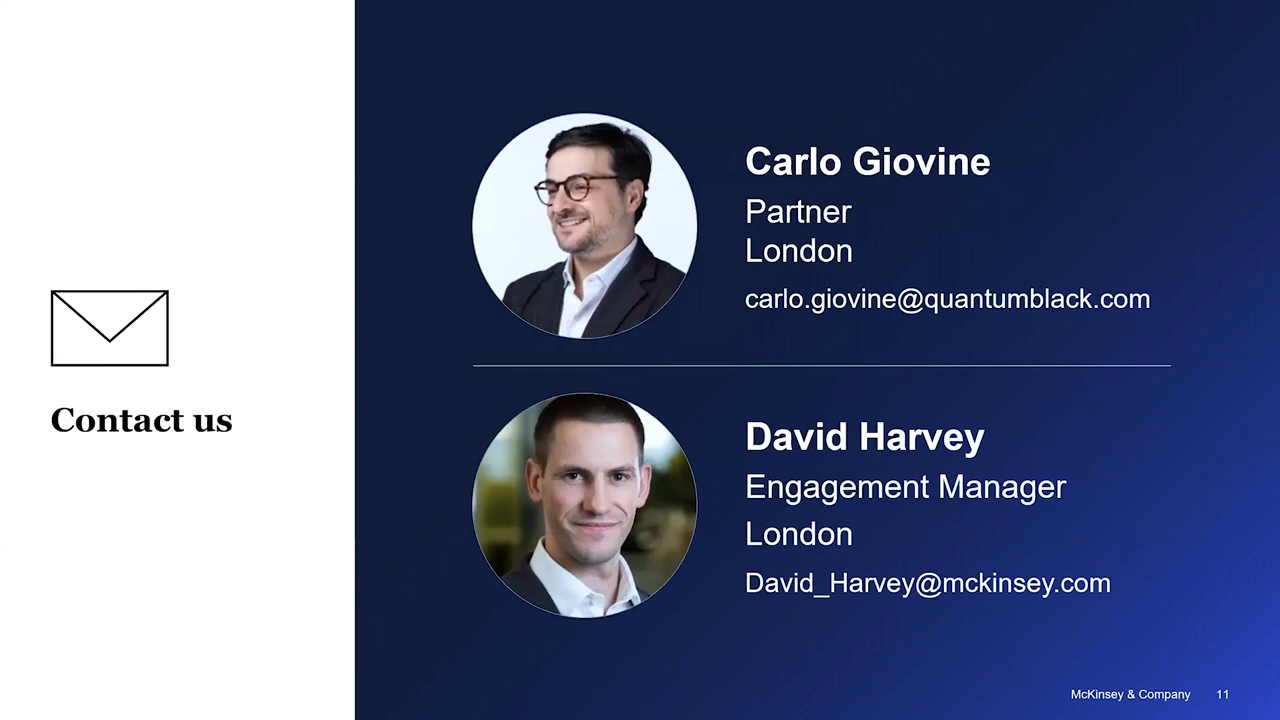 Contact us
Carlo Giovine
Partner
London
carlo.giovine@quantumblack.com
David Harvey
Engagement Manager
London
David_Harvey@mckinsey.com
McKinsey & Company 11